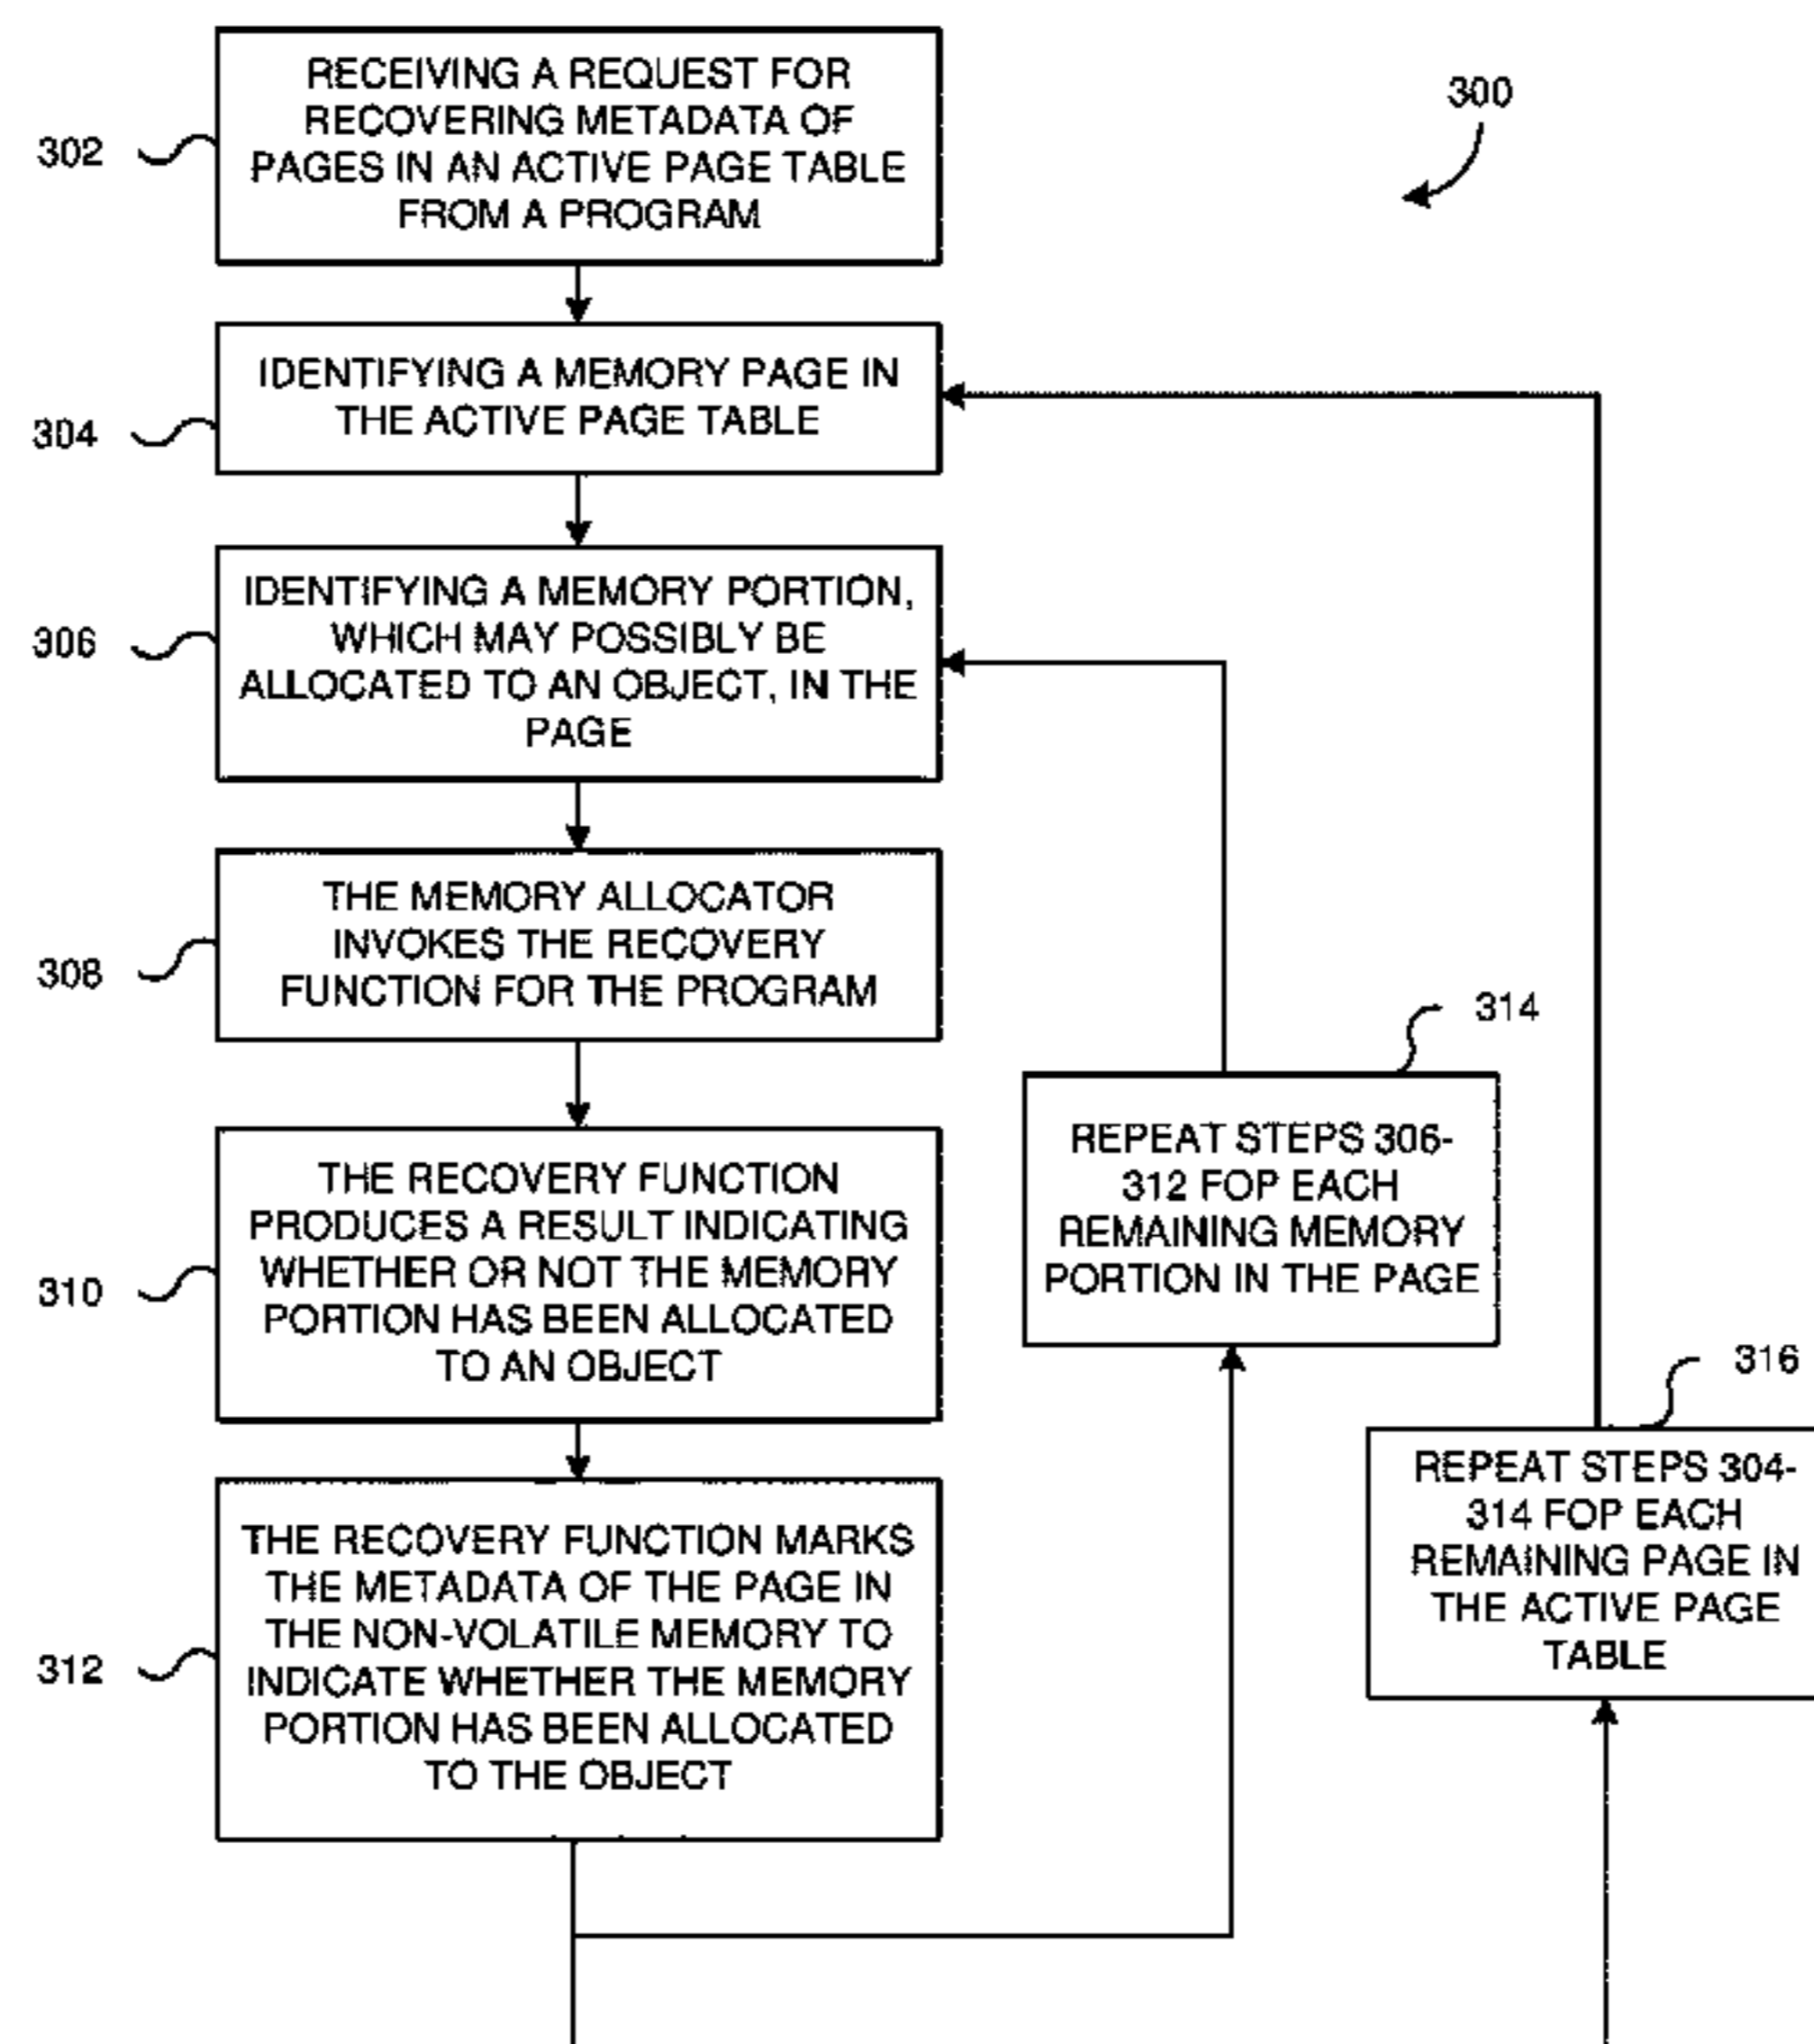 300
302
RECEIVING A REQUEST FOR
RECOVERING METADATA OF
PAGES IN AN ACTIVE PAGE TABLE
FROM A PROGRAM
304
IDENTIFYING A MEMORY PAGE IN
THE ACTIVE PAGE TABLE
306
IDENTIFYING A MEMORY PORTION,
WHICH MAY POSSIBLY BE
ALLOCATED TO AN OBJECT, IN THE
PAGE
308
THE MEMORY ALLOCATOR
INVOKES THE RECOVERY
FUNCTION FOR THE PROGRAM
310
THE RECOVERY FUNCTION
PRODUCES A RESULT INDICATING
WHETHER OR NOT THE MEMORY
PORTION HAS BEEN ALLOCATED
TO AN OBJECT
312
THE RECOVERY FUNCTION MARKS
THE METADATA OF THE PAGE IN
THE NON-VOLATILE MEMORY TO
INDICATE WHETHER THE MEMORY
PORTION HAS BEEN ALLOCATED
TO THE OBJECT
314
REPEAT STEPS 306-
312 FOP EACH
REMAINING MEMORY
PORTION IN THE PAGE
316
REPEAT STEPS 304-
314 FOP EACH
REMAINING PAGE IN
THE ACTIVE PAGE
TABLE